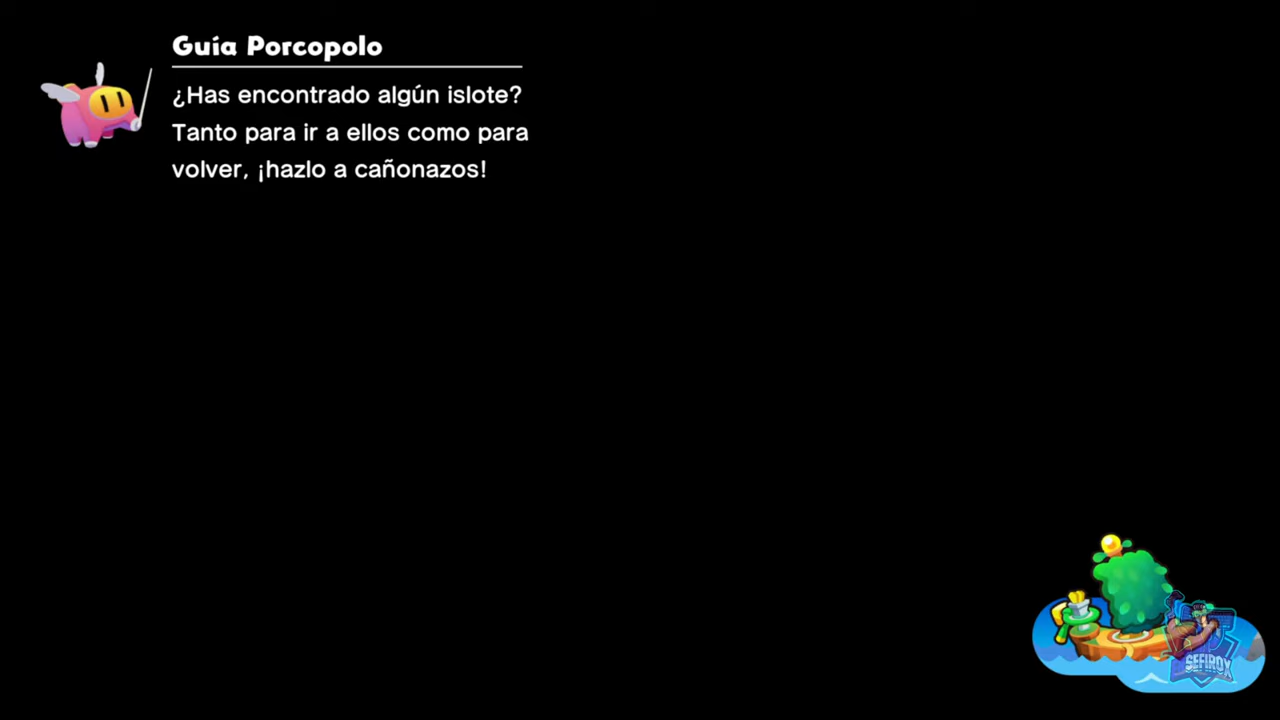 Guía Porcopolo
¿Has encontrado algún islote?
Tanto para ir a ellos como para
volver, ¡hazlo a cañonazos!
SEFIROX